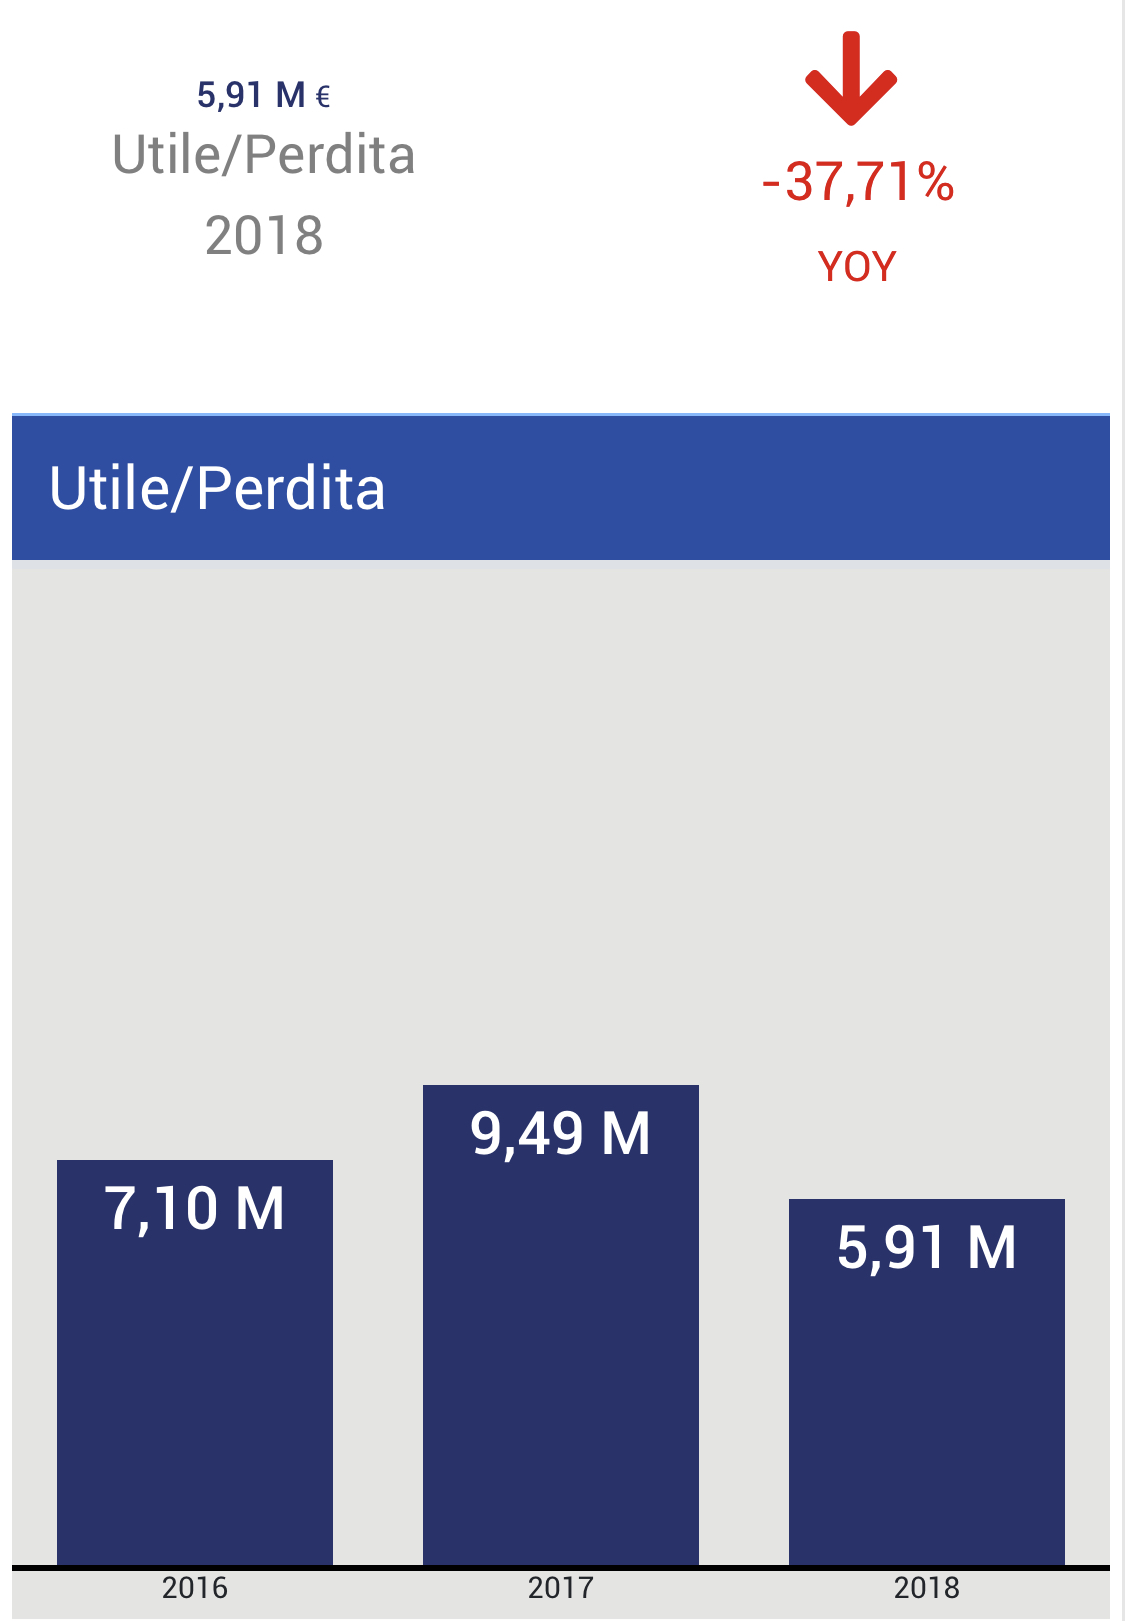 5,91 M €
Utile/Perdita
2018
-37,71%
YOY
Utile/Perdita
7,10 M
9,49 M
5,91 M
2016
2017
2018